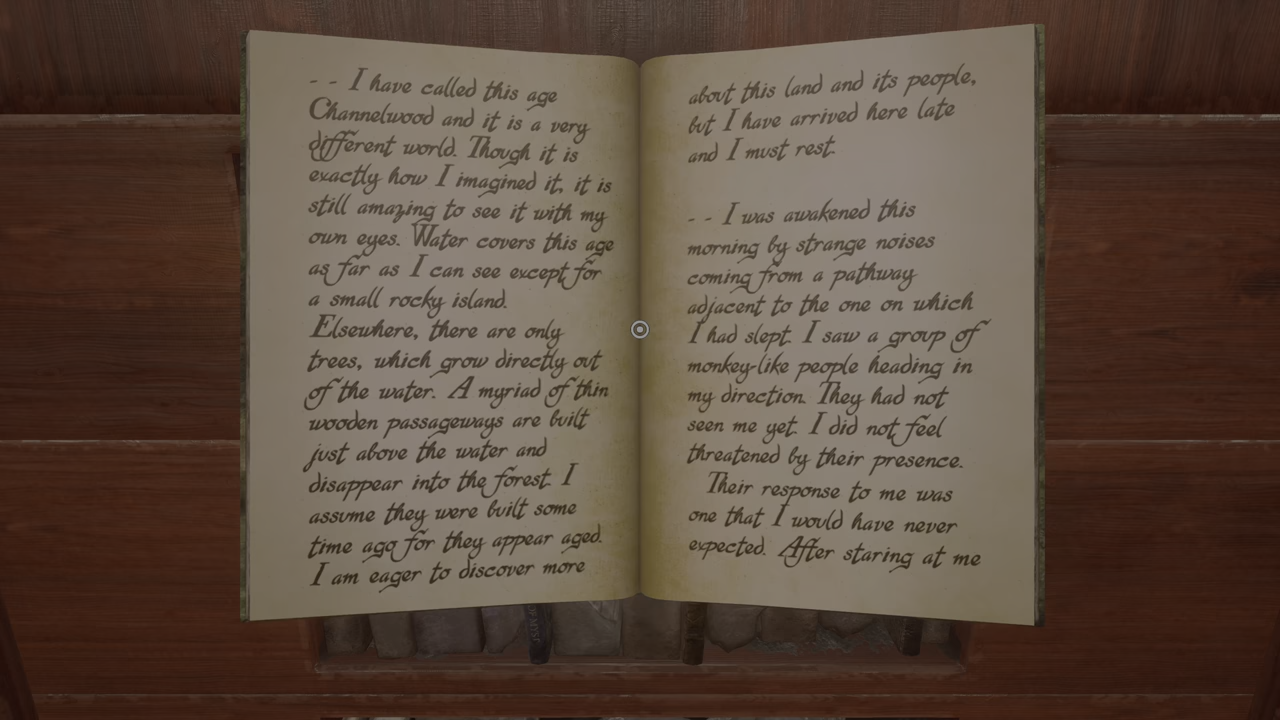 - - I have called this age
Channelwood and it is a very
different world. Though it is
exactly how I imagined it, it is
still amazing to see it with my
own eyes. Water covers this age
as far as I can see except for
a small rocky island.
Elsewhere, there are only
trees, which grow directly out
of the water. A myriad of thin
wooden passageways are built
just above the water and
disappear into the forest. I
assume they were built some
time ago for they appear aged.
I am eager to discover more
about this land and its people,
but I have arrived here late
and I must rest.
- - I was awakened this
morning by strange noises
coming from a pathway
adjacent to the one on which
I had slept. I saw a group of
monkey-like people heading in
my direction. They had not
seen me yet. I did not feel
threatened by their presence.
Their response to me was
one that I would have never
expected. After staring at me